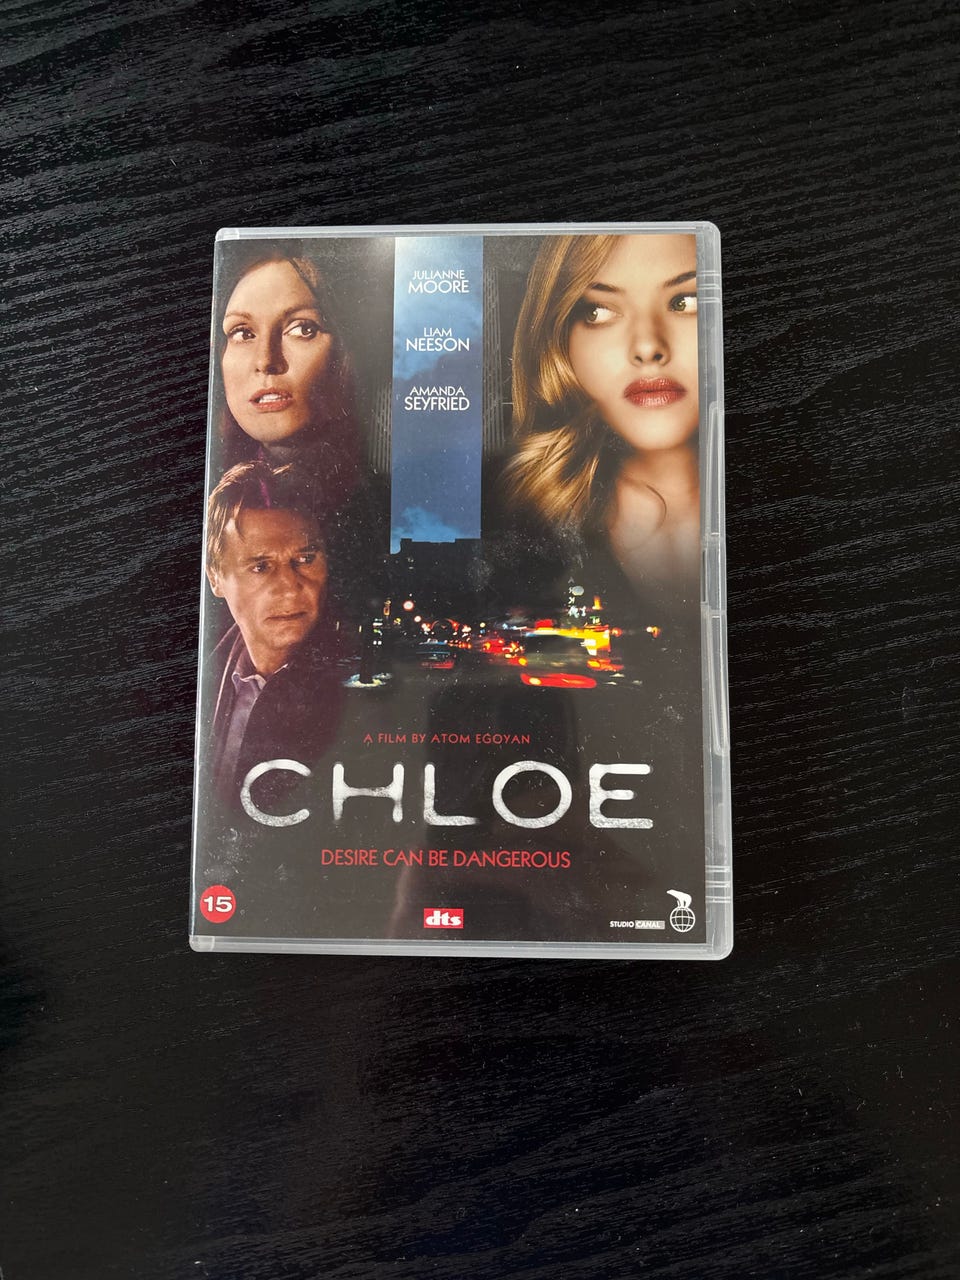 JULIANNE
MOORE
LIAM
NEESON
AMANDA
SEYFRIED
A FILM BY ATOM EGOYAN
CHLOE
DESIRE CAN BE DANGEROUS
15
dts
STUDIO CANAL